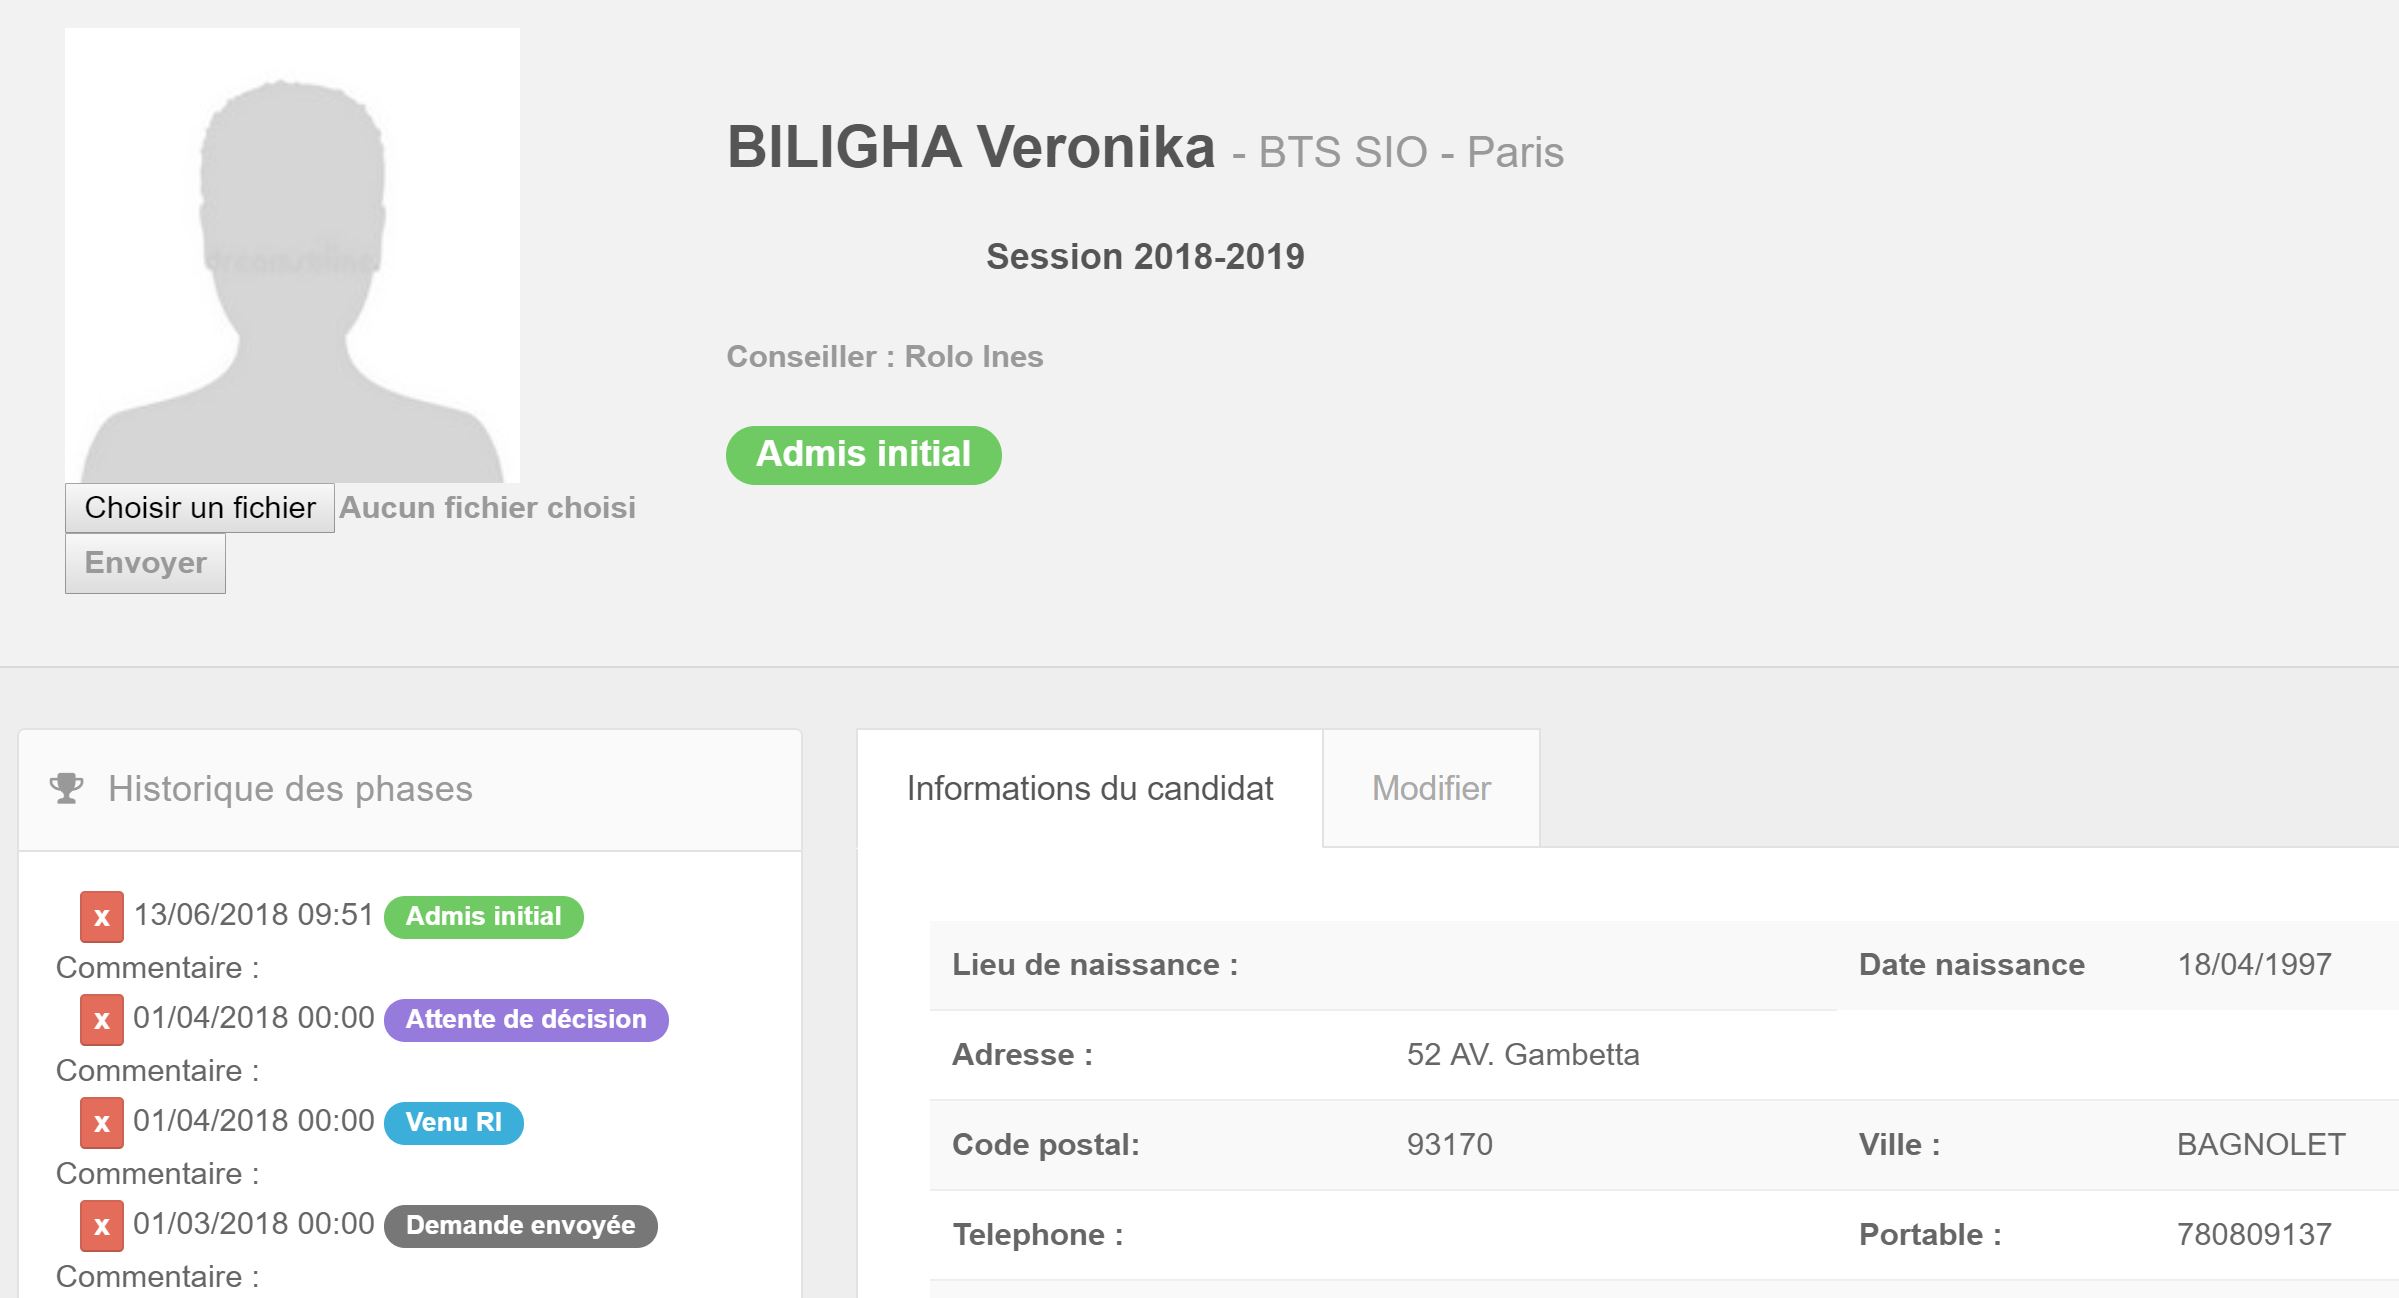 BILIGHA Veronika - BTS SIO - Paris
Session 2018-2019
Conseiller : Rolo Ines
Admis initial
Choisir un fichier Aucun fichier choisi
Envoyer
Historique des phases
x 13/06/2018 09:51 Admis initial
Commentaire :
x 01/04/2018 00:00 Attente de décision
Commentaire :
x 01/04/2018 00:00 Venu RI
Commentaire :
x 01/03/2018 00:00 Demande envoyée
Commentaire :
Informations du candidat Modifier
Lieu de naissance : Date naissance 18/04/1997
Adresse : 52 AV. Gambetta
Code postal: 93170 Ville : BAGNOLET
Telephone : Portable : 780809137